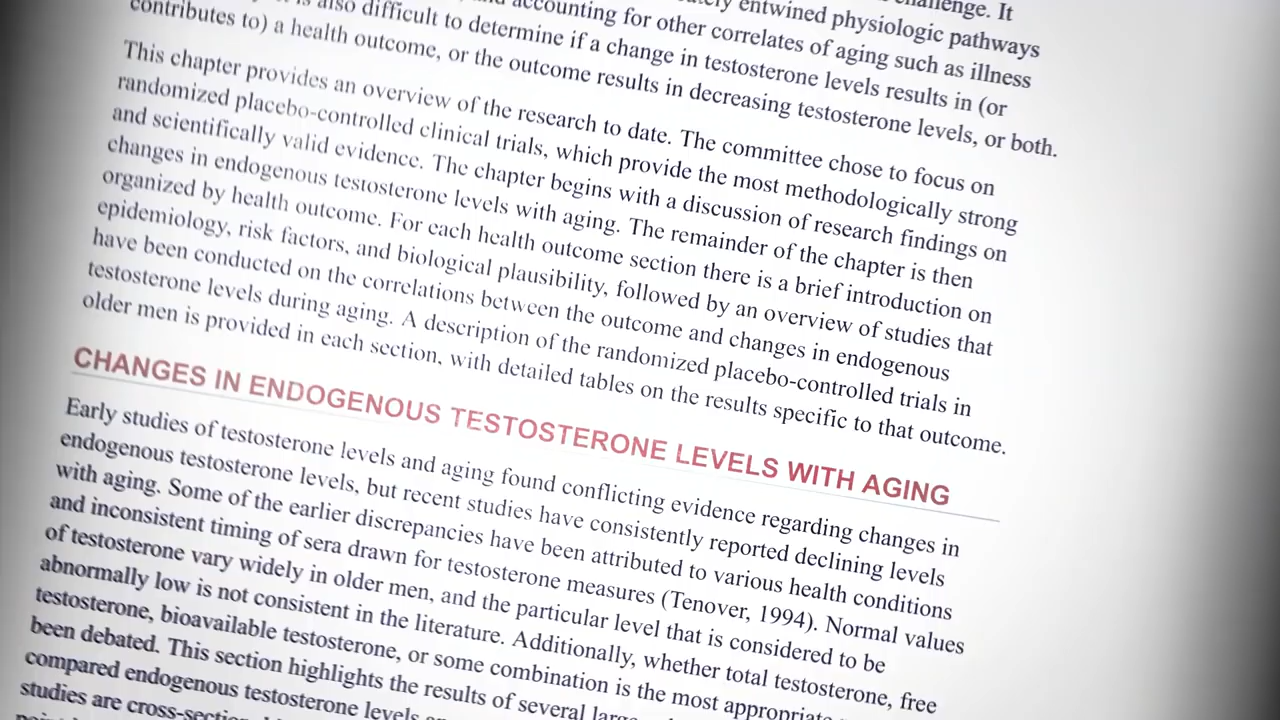 challenge. It
entwined physiologic pathways
accounting for other correlates of aging such as illness
is also difficult to determine if a change in testosterone levels results in (or
contributes to) a health outcome, or the outcome results in decreasing testosterone levels, or both.
This chapter provides an overview of the research to date. The committee chose to focus on
randomized placebo-controlled clinical trials, which provide the most methodologically strong
and scientifically valid evidence. The chapter begins with a discussion of research findings on
changes in endogenous testosterone levels with aging. The remainder of the chapter is then
organized by health outcome. For each health outcome section there is a brief introduction on
epidemiology, risk factors, and biological plausibility, followed by an overview of studies that
have been conducted on the correlations between the outcome and changes in endogenous
testosterone levels during aging. A description of the randomized placebo-controlled trials in
older men is provided in each section, with detailed tables on the results specific to that outcome.
CHANGES IN ENDOGENOUS TESTOSTERONE LEVELS WITH AGING
Early studies of testosterone levels and aging found conflicting evidence regarding changes in
endogenous testosterone levels, but recent studies have consistently reported declining levels
with aging. Some of the earlier discrepancies have been attributed to various health conditions
and inconsistent timing of sera drawn for testosterone measures (Tenover, 1994). Normal values
of testosterone vary widely in older men, and the particular level that is considered to be
abnormally low is not consistent in the literature. Additionally, whether total testosterone, free
testosterone, bioavailable testosterone, or some combination is the most appropriate
been debated. This section highlights the results of several
compared endogenous testosterone levels
studies are